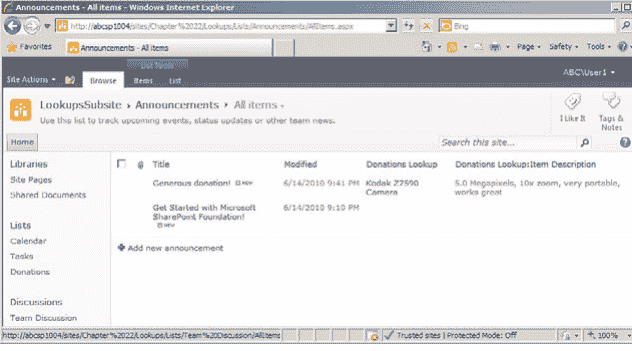 Announcements - All items - Windows Internet Explorer
http://abcsp1004/sites/Chapter%2022/Lookups/Lists/Announcements/AllItems.aspx
Bing
Favorites
Announcements - All items
Page
Safety
Tools
List Tools
Site Actions
Browse
Items
List
ABC\User1
LookupsSubsite
Announcements
All items
Use this list to track upcoming events, status updates or other team news.
I Like It
Tags &
Notes
Home
Search this site...
Libraries
Site Pages
Shared Documents
Lists
Calendar
Tasks
Donations
Discussions
Team Discussion
Title Modified Donations Lookup Donations Lookup:Item Description
Generous donation! NEW 6/14/2010 9:41 PM Kodak Z7590 5.0 Megapixels, 10x zoom, very portable,
Camera works great
Get Started with Microsoft 6/14/2010 9:10 PM
SharePoint Foundation!
NEW
Add new announcement
http://abcsp1004/sites/Chapter%2022/Lookups/Lists/Team%20Discussion/AllItems
Trusted sites | Protected Mode: Off
100%